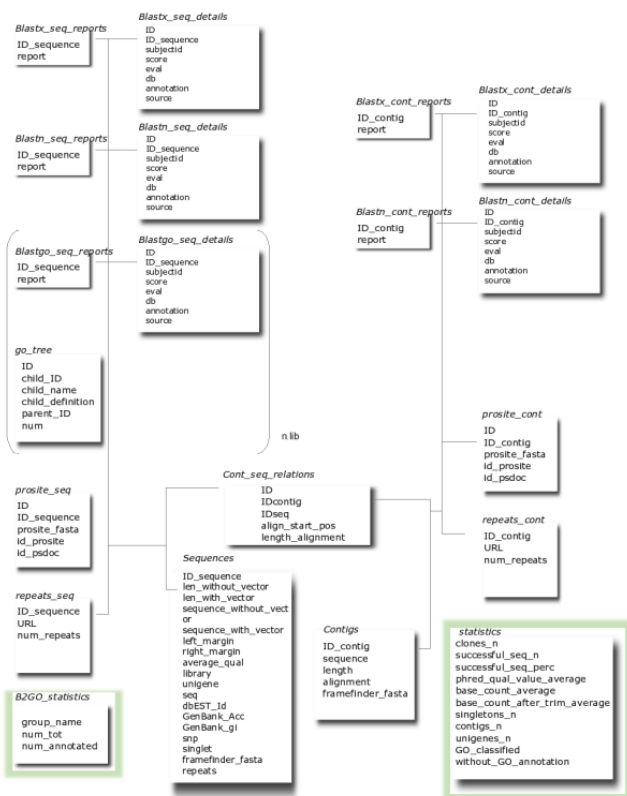 Blastx_seq_reports
ID_sequence
report
Blastx_seq_details
ID
ID_sequence
subjectid
score
eval
db
annotation
source
Blastn_seq_reports
ID_sequence
report
Blastn_seq_details
ID
ID_sequence
subjectid
score
eval
db
annotation
source
Blastgo_seq_reports
ID_sequence
report
Blastgo_seq_details
ID
ID_sequence
subjectid
score
eval
db
annotation
source
go_tree
ID
child_ID
child_name
child_definition
parent_ID
num
n.lib
Blastx_cont_reports
ID_contig
report
Blastx_cont_details
ID
ID_contig
subjectid
score
eval
db
annotation
source
Blastn_cont_reports
ID_contig
report
Blastn_cont_details
ID
ID_contig
subjectid
score
eval
db
annotation
source
prosite_cont
ID
ID_contig
prosite_fasta
id_prosite
id_psdoc
prosite_seq
ID
ID_sequence
prosite_fasta
id_prosite
id_psdoc
Cont_seq_relations
ID
IDcontig
IDseq
align_start_pos
length_alignment
repeats_cont
ID_contig
URL
num_repeats
repeats_seq
ID_sequence
URL
num_repeats
Sequences
ID_sequence
len_without_vector
len_with_vector
sequence_without_vect
or
sequence_with_vector
left_margin
right_margin
average_qual
library
unigene
seq
dbEST_Id
GenBank_Acc
GenBank_gi
snp
singlet
framefinder_fasta
repeats
Contigs
ID_contig
sequence
length
alignment
framefinder_fasta
statistics
clones_n
successful_seq_n
successful_seq_perc
phred_qual_value_average
base_count_average
base_count_after_trim_average
singletons_n
contigs_n
unigenes_n
GO_classified
without_GO_annotation
B2GO_statistics
group_name
num_tot
num_annotated